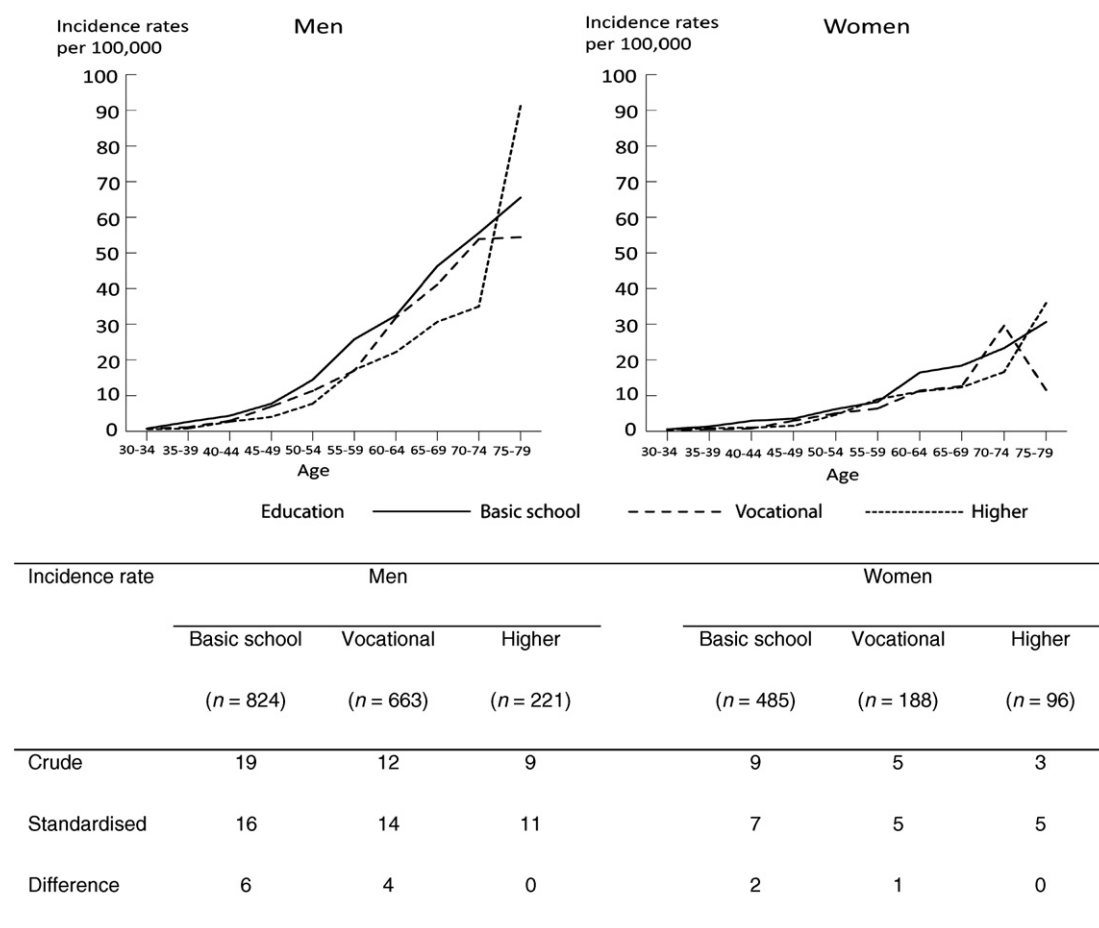 Incidence rates
per 100,000
Men
100
90
80
70
60
50
40
30
20
10
0
30-34 35-39 40-44 45-49 50-54 55-59 60-64 65-69 70-74 75-79
Age
Incidence rates
per 100,000
Women
100
90
80
70
60
50
40
30
20
10
0
30-34 35-39 40-44 45-49 50-54 55-59 60-64 65-69 70-74 75-79
Age
Education Basic school Vocational Higher
Incidence rate Men Women
Basic school Vocational Higher Basic school Vocational Higher
(n = 824) (n = 663) (n = 221) (n = 485) (n = 188) (n = 96)
Crude 19 12 9 9 5 3
Standardised 16 14 11 7 5 5
Difference 6 4 0 2 1 0